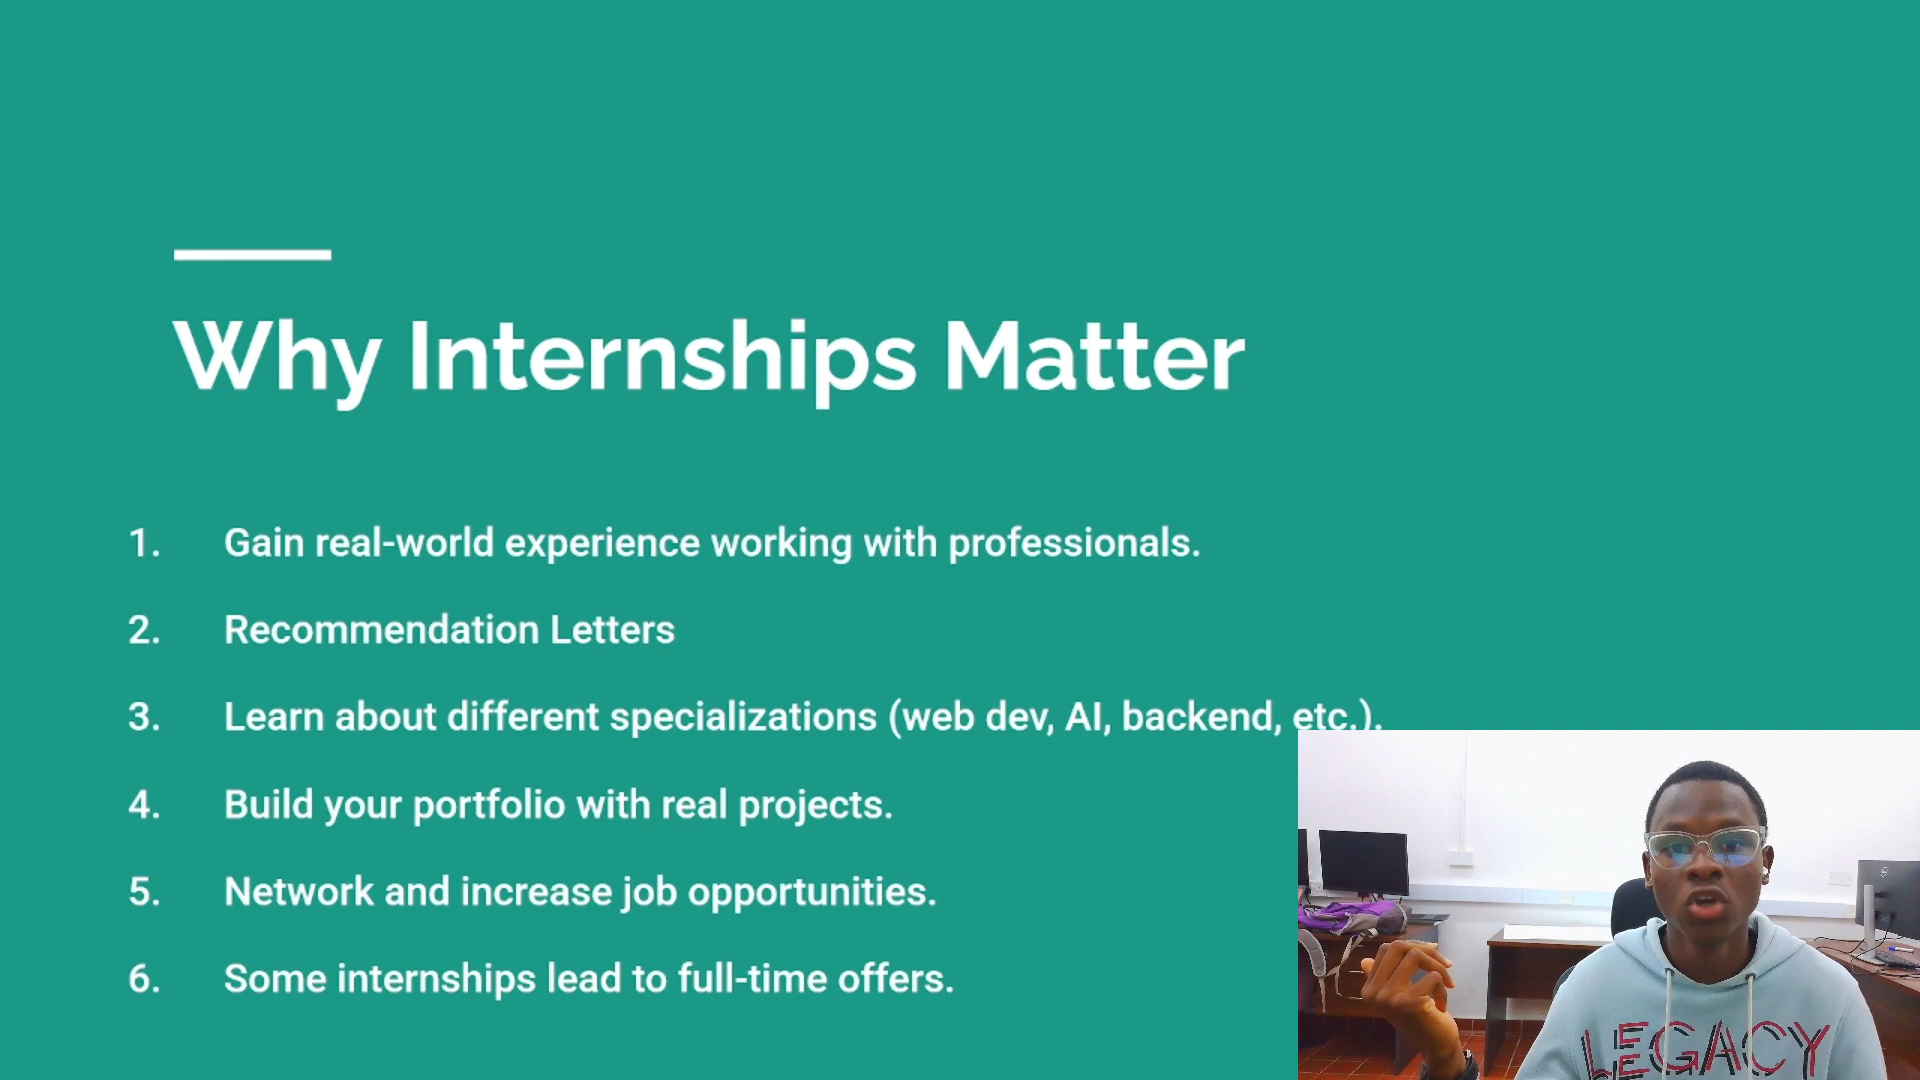 Why Internships Matter
1. Gain real-world experience working with professionals.
2. Recommendation Letters
3. Learn about different specializations (web dev, AI, backend, etc.).
4. Build your portfolio with real projects.
5. Network and increase job opportunities.
6. Some internships lead to full-time offers.
LEGACY